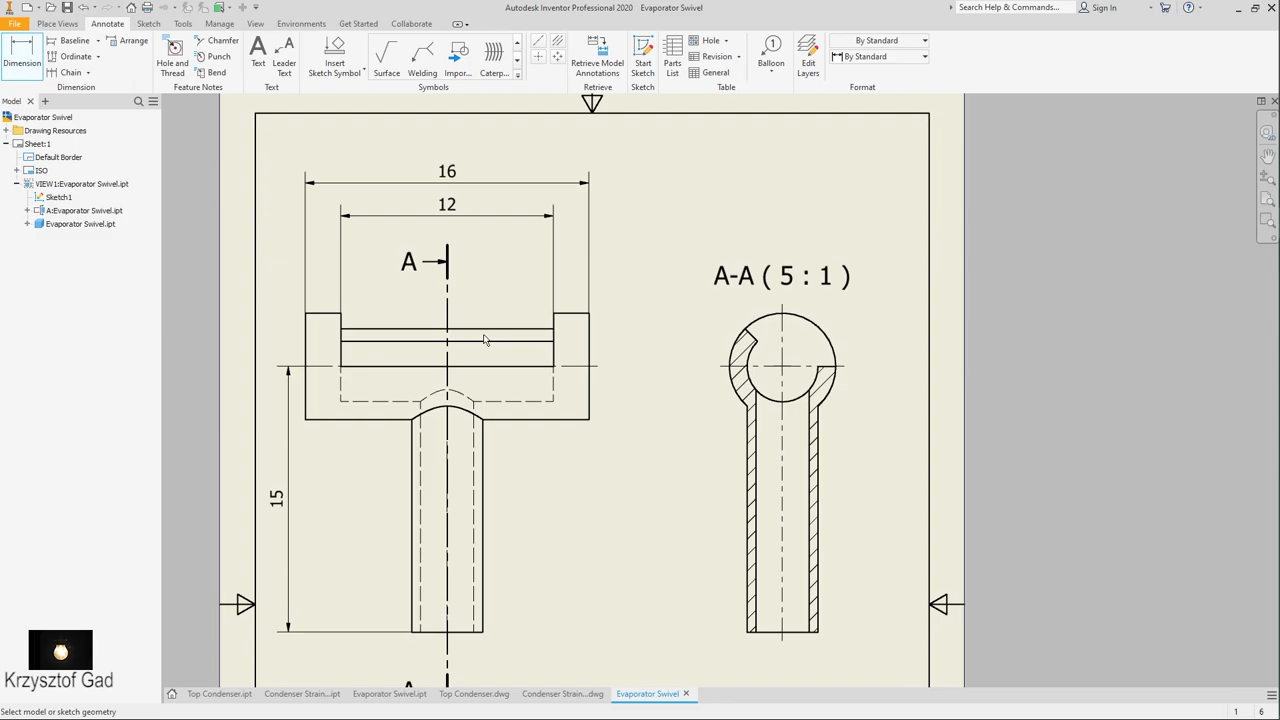 Autodesk Inventor Professional 2020   Evaporator Swivel
Search Help & Commands...
Sign In
File
Place Views
Annotate
Sketch
Tools
Manage
View
Environments
Get Started
Collaborate
Dimension
Baseline
Ordinate
Chain
Arrange
Dimension
Hole and
Thread
Chamfer
Punch
Bend
Feature Notes
Text
Leader
Text
Text
Insert
Sketch Symbol
Surface
Welding
Impor...
Caterp...
Symbols
Retrieve Model
Annotations
Retrieve
Start
Sketch
Sketch
Parts
List
Hole
Revision
General
Table
Balloon
Edit
Layers
By Standard
By Standard
Format
Model
Evaporator Swivel
Drawing Resources
Sheet:1
Default Border
ISO
VIEW1:Evaporator Swivel.ipt
Sketch1
A:Evaporator Swivel.ipt
Evaporator Swivel.ipt
16
12
A
15
A
A-A ( 5 : 1 )
Krzysztof Gad
Top Condenser.ipt
Condenser Strain...ipt
Evaporator Swivel.ipt
Top Condenser.dwg
Condenser Strain...dwg
Evaporator Swivel
Select model or sketch geometry
1
6